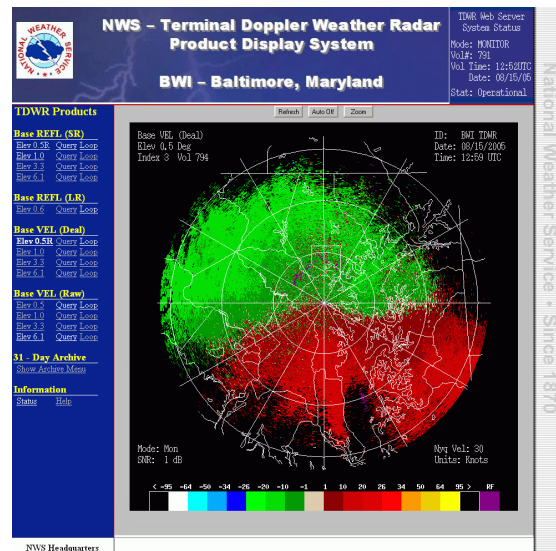 NWS - Terminal Doppler Weather Radar
Product Display System
BWI - Baltimore, Maryland
NATIONAL WEATHER SERVICE
TDWR Web Server
System Status
Mode: MONITOR
Vol#: 791
Vol Time: 12:52UTC
Date: 08/15/05
Stat: Operational
TDWR Products
Base REFL (SR)
Elev 0.5R Query Loop
Elev 1.0 Query Loop
Elev 3.3 Query Loop
Elev 6.1 Query Loop
Base REFL (LR)
Elev 0.6 Query Loop
Base VEL (Deal)
Elev 0.5R Query Loop
Elev 1.0 Query Loop
Elev 3.3 Query Loop
Elev 6.1 Query Loop
Base VEL (Raw)
Elev 0.5 Query Loop
Elev 1.0 Query Loop
Elev 3.3 Query Loop
Elev 6.1 Query Loop
31 - Day Archive
Show Archive Menu
Information
Status Help
NWS Headquarters
Refresh Auto Off Zoom
Base VEL (Deal)
Elev 0.5 Deg
Index 3 Vol 794
ID: BWI TDWR
Date: 08/15/2005
Time: 12:59 UTC
Mode: Mon
SNR: 1 dB
Nyq Vel: 30
Units: Knots
< -95 -64 -50 -34 -26 -20 -10 -1 1 10 20 26 34 50 64 95 > RF
National Weather Service Since 1870